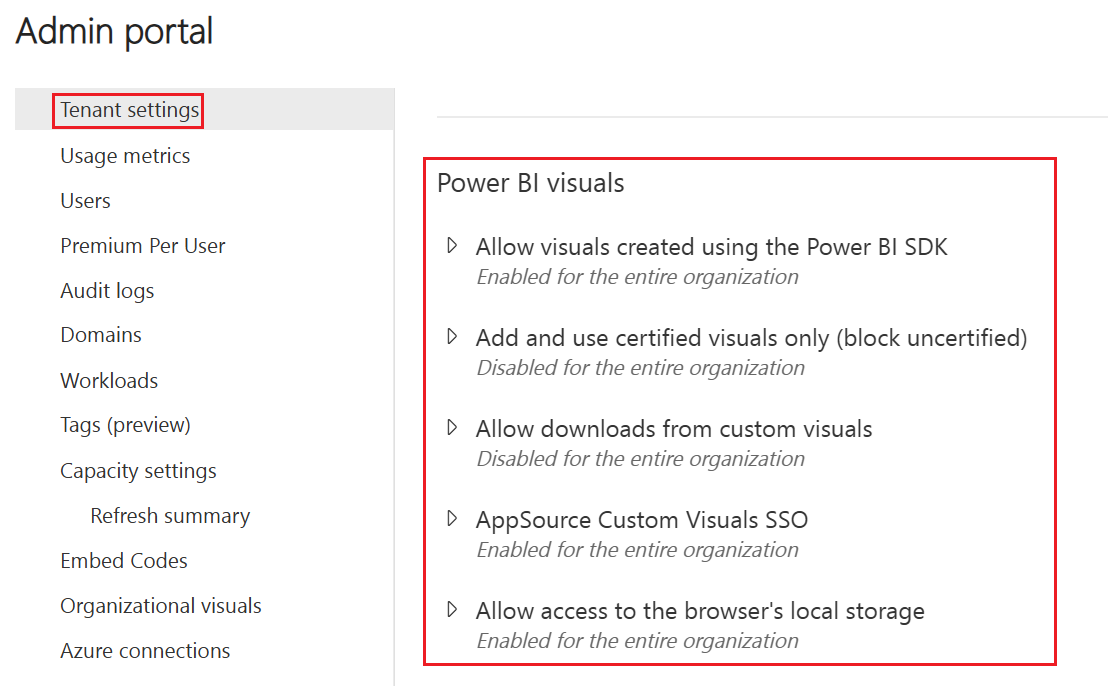 Admin portal
Tenant settings
Usage metrics
Users
Premium Per User
Audit logs
Domains
Workloads
Tags (preview)
Capacity settings
Refresh summary
Embed Codes
Organizational visuals
Azure connections
Power BI visuals
Allow visuals created using the Power BI SDK
Enabled for the entire organization
Add and use certified visuals only (block uncertified)
Disabled for the entire organization
Allow downloads from custom visuals
Disabled for the entire organization
AppSource Custom Visuals SSO
Enabled for the entire organization
Allow access to the browser's local storage
Enabled for the entire organization